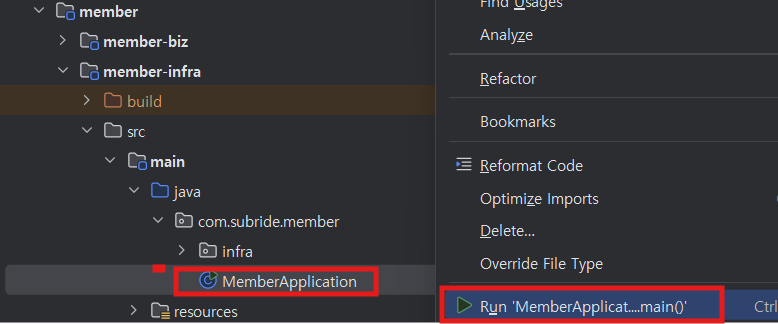 member
member-biz
member-infra
build
src
main
java
com.subride.member
infra
MemberApplication
resources
Find Usages
Analyze
Refactor
Bookmarks
Reformat Code
Optimize Imports
Delete...
Override File Type
Run 'MemberApplicat....main()'
Ctrl